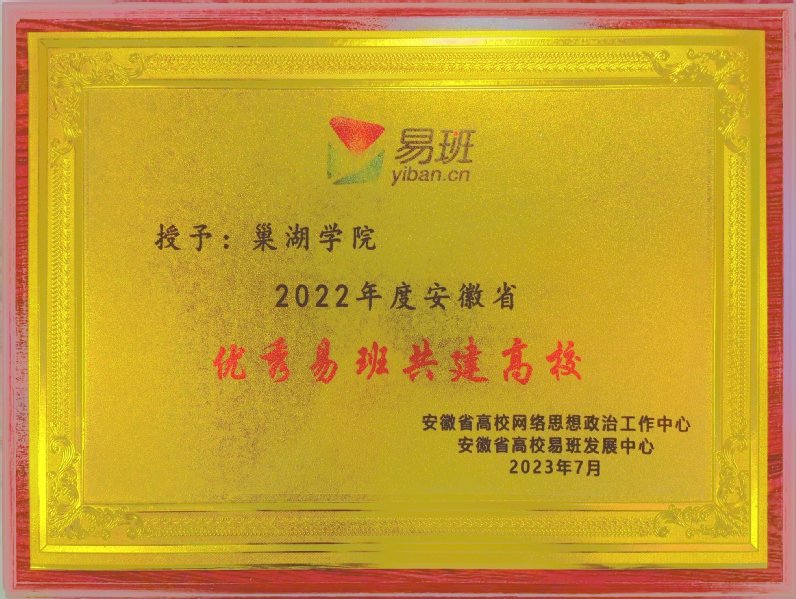 易班
yiban.cn
授予：巢湖学院
2022年度安徽省
优秀易班共建高校
安徽省高校网络思想政治工作中心
安徽省高校易班发展中心
2023年7月